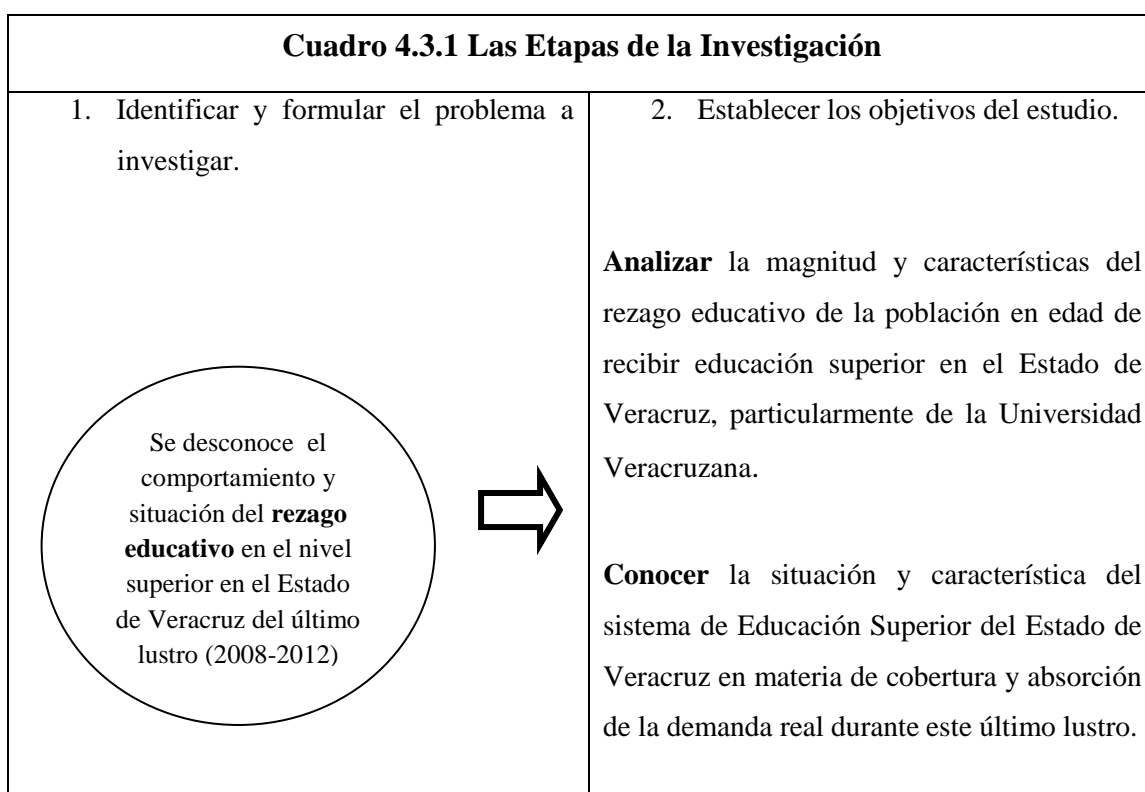 Cuadro 4.3.1 Las Etapas de la Investigación
1. Identificar y formular el problema a
investigar.
Se desconoce el
comportamiento y
situación del rezago
educativo en el nivel
superior en el Estado
de Veracruz del último
lustro (2008-2012)
2. Establecer los objetivos del estudio.
Analizar la magnitud y características del
rezago educativo de la población en edad de
recibir educación superior en el Estado de
Veracruz, particularmente de la Universidad
Veracruzana.
Conocer la situación y característica del
sistema de Educación Superior del Estado de
Veracruz en materia de cobertura y absorción
de la demanda real durante este último lustro.